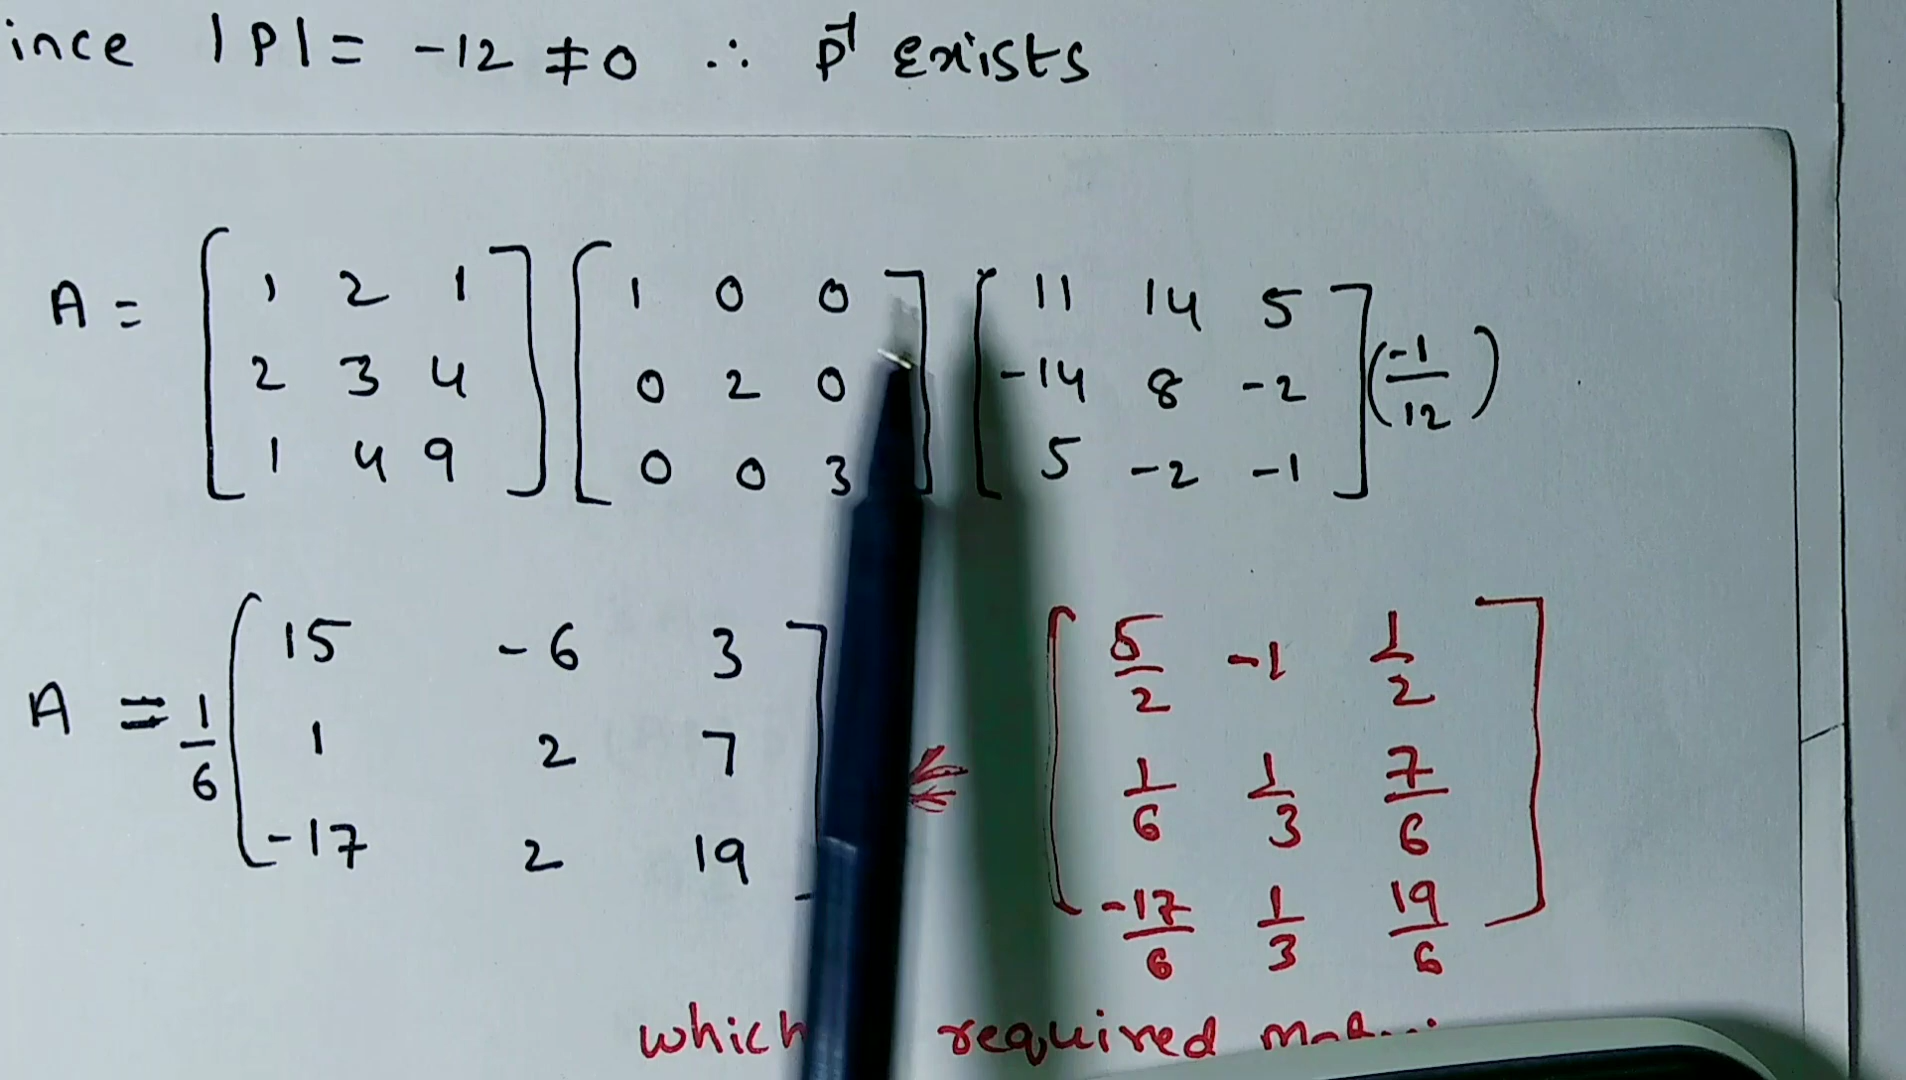 ince |P| = -12 ≠ 0 ∴ P⁻¹ exists
A = [ 1 2 1 ] [ 1 0 0 ] [ 11 14 5 ]
[ 2 3 4 ] [ 0 2 0 ] [ -14 8 -2 ] (-1/12)
[ 1 4 9 ] [ 0 0 3 ] [ 5 -2 -1 ]
A = 1/6 [ 15 -6 3 ] [ 5/2 -1 1/2 ]
[ 1 2 7 ] [ 1/6 1/3 7/6 ]
[ -17 2 19 ] [ -17/6 1/3 19/6 ]
which required